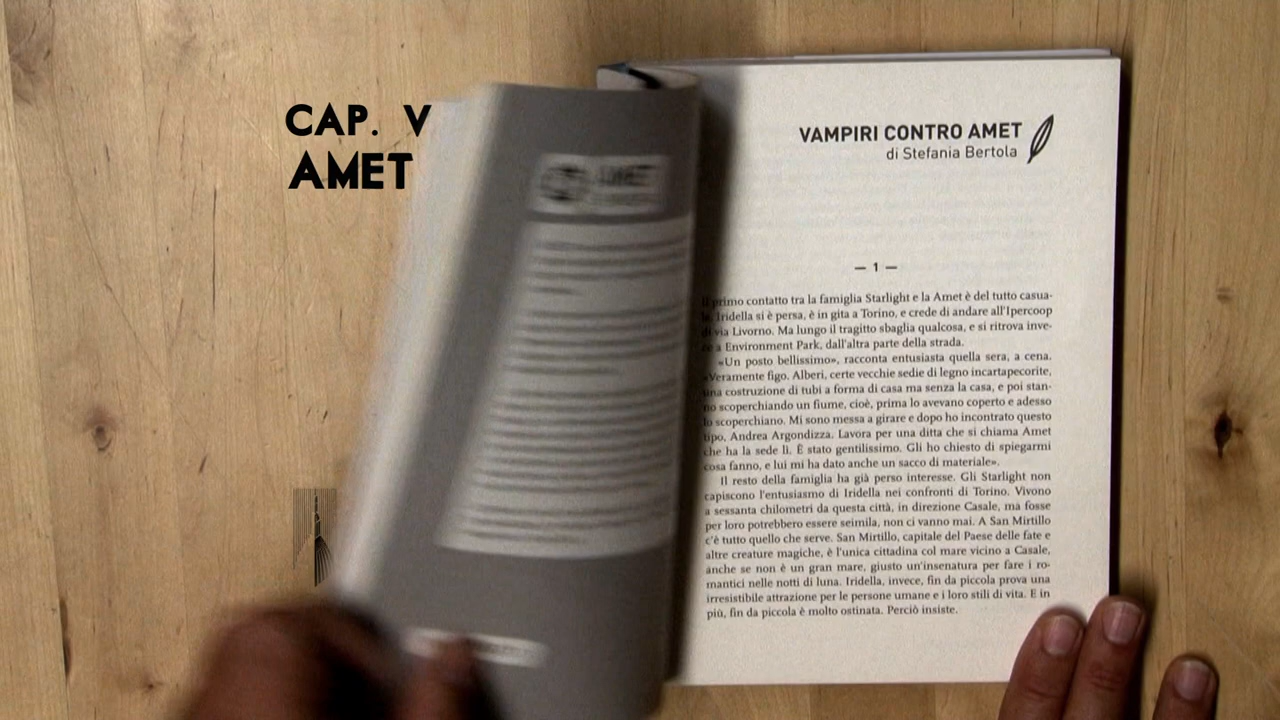 CAP. V
AMET
VAMPIRI CONTRO AMET
di Stefania Bertola
— 1 —
Il primo contatto tra la famiglia Starlight e la Amet è del tutto casua-
le. Iridella si è persa, è in gita a Torino, e crede di andare all'Ipercoop
di via Livorno. Ma lungo il tragitto sbaglia qualcosa, e si ritrova inve-
ce a Environment Park, dall'altra parte della strada.
«Un posto bellissimo», racconta entusiasta quella sera, a cena.
«Veramente figo. Alberi, certe vecchie sedie di legno incartapecorite,
una costruzione di tubi a forma di casa ma senza la casa, e poi stan-
no scoperchiando un fiume, cioè, prima lo avevano coperto e adesso
lo scoperchiano. Mi sono messa a girare e dopo ho incontrato questo
tipo, Andrea Argondizza. Lavora per una ditta che si chiama Amet
che ha la sede lì. È stato gentilissimo. Gli ho chiesto di spiegarmi
cosa fanno, e lui mi ha dato anche un sacco di materiale».
Il resto della famiglia ha già perso interesse. Gli Starlight non
capiscono l'entusiasmo di Iridella nei confronti di Torino. Vivono
a sessanta chilometri da questa città, in direzione Casale, ma fosse
per loro potrebbero essere seimila, non ci vanno mai. A San Mirtillo
c'è tutto quello che serve. San Mirtillo, capitale del Paese delle fate e
altre creature magiche, è l'unica cittadina col mare vicino a Casale,
anche se non è un gran mare, giusto un'insenatura per fare i ro-
mantici nelle notti di luna. Iridella, invece, fin da piccola prova una
irresistibile attrazione per le persone umane e i loro stili di vita. E in
più, fin da piccola è molto ostinata. Perciò insiste.